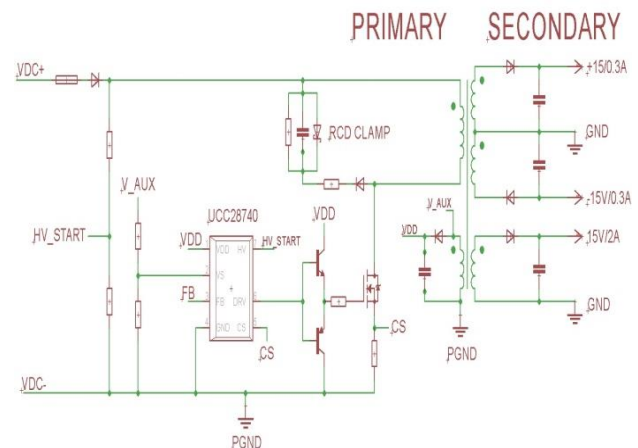 PRIMARY SECONDARY
VDC+
+15/0.3A
RCD CLAMP
GND
V_AUX
UCC28740
VDD
V_AUX
-15V/0.3A
HV_START
VDD
HV_START
VDD
15V/2A
VDD HV
VS
FB
FB DRV
GND CS
CS
CS
PGND
GND
VDC-
PGND